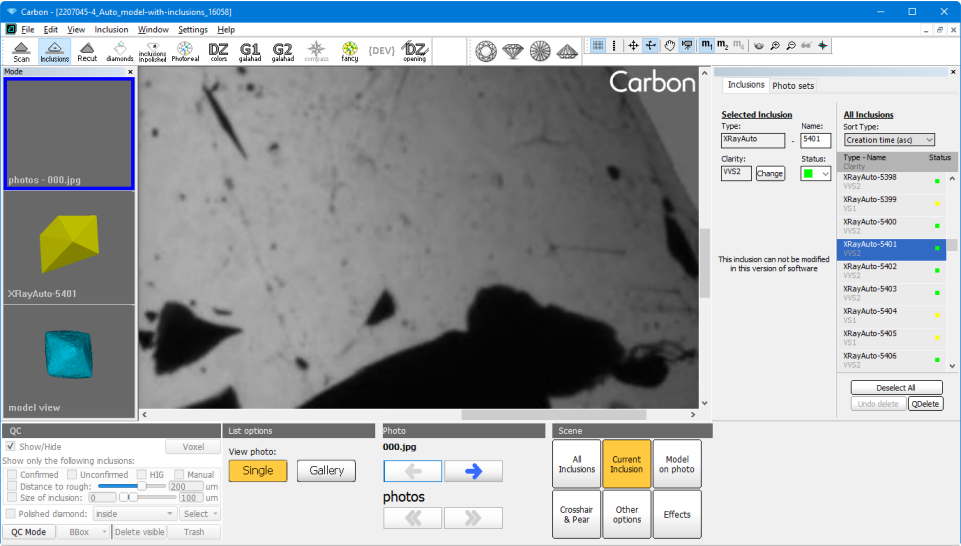 Carbon - [2207045-4_Auto_model-with-inclusions_16058]
File Edit View Inclusion Window Settings Help
Scan
Inclusions
Recut
diamonds
inclusions inpolished
Photoreal
DZ colors
G1 galahad
G2 galahad
compass
fancy
{DEV}
DZ opening
m1 m2
Mode
photos - 000.jpg
XRayAuto-5401
model view
Carbon
Inclusions Photo sets
Selected Inclusion
Type: Name:
XRayAuto - 5401
Clarity: Status:
VVS2 Change
This inclusion can not be modified
in this version of software
All Inclusions
Sort Type:
Creation time (asc)
Type - Name Status
Clarity
XRayAuto-5398
VVS2
XRayAuto-5399
VS1
XRayAuto-5400
VVS2
XRayAuto-5401
VVS2
XRayAuto-5402
VVS2
XRayAuto-5403
VVS2
XRayAuto-5404
VS1
XRayAuto-5405
VS1
XRayAuto-5406
VVS2
Deselect All
Undo delete QDelete
QC
Show/Hide Voxel
Show only the following inclusions:
Confirmed Unconfirmed HIG Manual
Distance to rough: 200 um
Size of inclusion: 0 100 um
Polished diamond: inside Select
QC Mode BBox Delete visible Trash
List options
View photo:
Single Gallery
Photo
000.jpg
photos
Scene
All Inclusions
Current Inclusion
Model on photo
Crosshair & Pear
Other options
Effects